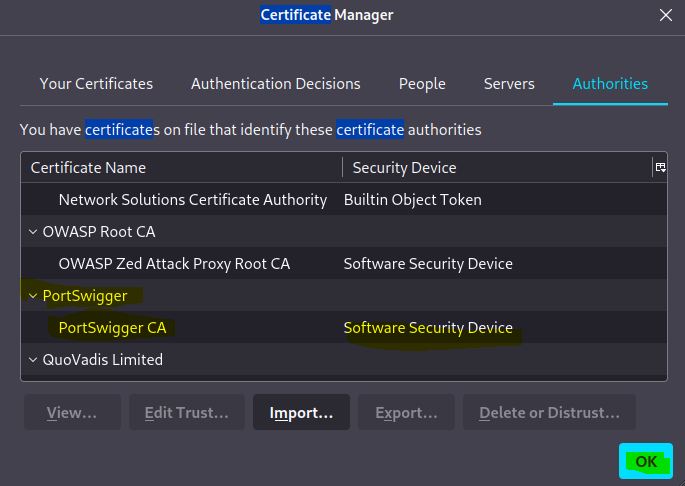 Certificate Manager
Your Certificates Authentication Decisions People Servers Authorities
You have certificates on file that identify these certificate authorities
Certificate Name Security Device
Network Solutions Certificate Authority Builtin Object Token
OWASP Root CA
OWASP Zed Attack Proxy Root CA Software Security Device
PortSwigger
PortSwigger CA Software Security Device
QuoVadis Limited
View... Edit Trust... Import... Export... Delete or Distrust...
OK